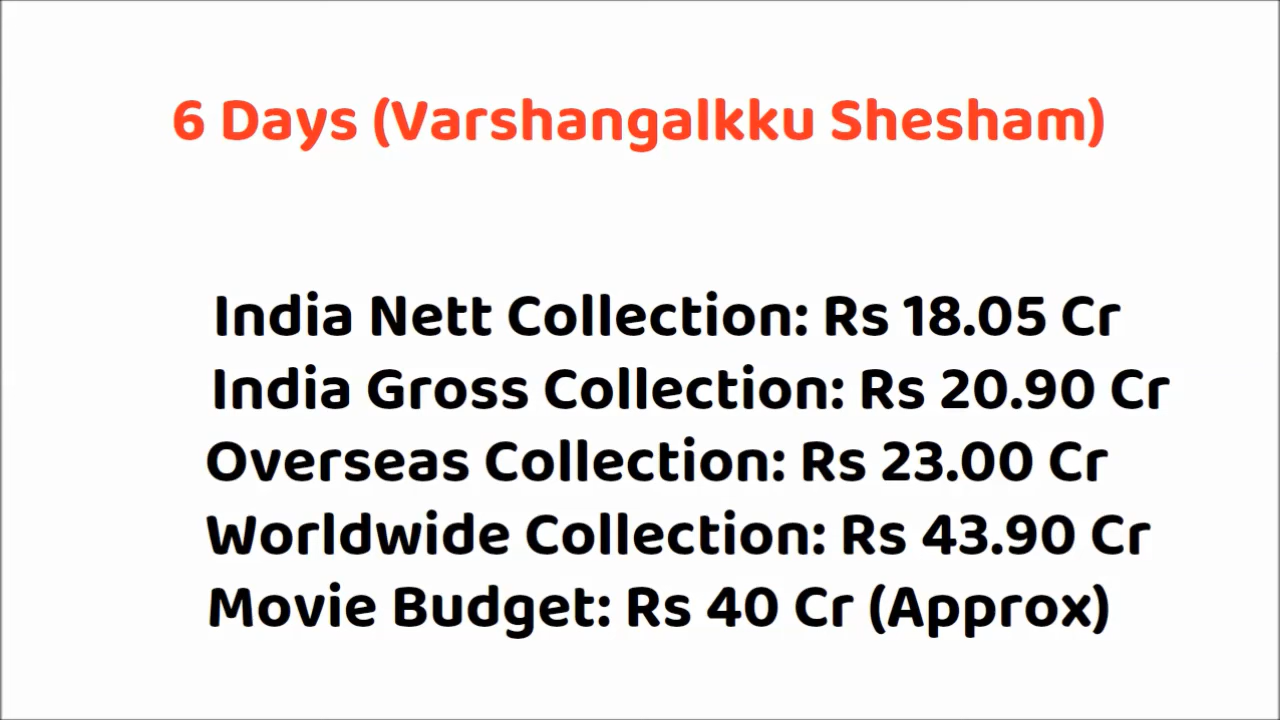 6 Days (Varshangalkku Shesham)
India Nett Collection: Rs 18.05 Cr
India Gross Collection: Rs 20.90 Cr
Overseas Collection: Rs 23.00 Cr
Worldwide Collection: Rs 43.90 Cr
Movie Budget: Rs 40 Cr (Approx)